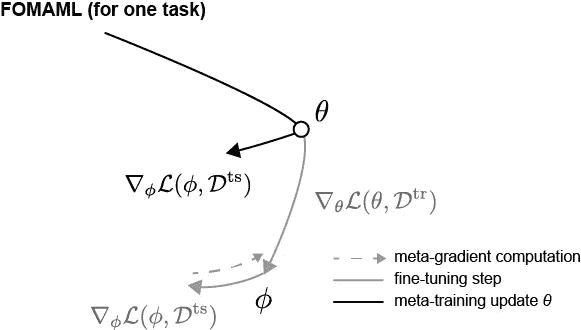 FOMAML (for one task)
θ
∇ϕℒ(ϕ, 𝒟ᵗˢ)
∇θℒ(θ, 𝒟ᵗʳ)
meta-gradient computation
fine-tuning step
meta-training update θ
ϕ
∇ϕℒ(ϕ, 𝒟ᵗˢ)